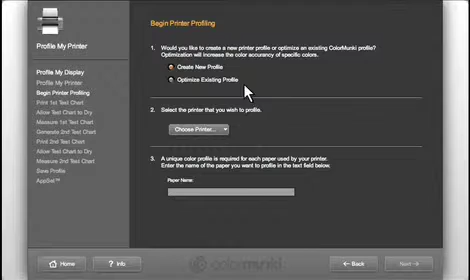 Profile My Printer
Profile My Display
Profile My Printer
Begin Printer Profiling
Print 1st Test Chart
Allow Test Chart to Dry
Measure 1st Test Chart
Generate 2nd Test Chart
Print 2nd Test Chart
Allow Test Chart to Dry
Measure 2nd Test Chart
Save Profile
AppSet™
Begin Printer Profiling
1. Would you like to create a new printer profile or optimize an existing ColorMunki profile?
Optimization will increase the color accuracy of specific colors.
Create New Profile
Optimize Existing Profile
2. Select the printer that you wish to profile.
Choose Printer...
3. A unique color profile is required for each paper used by your printer.
Enter the name of the paper you want to profile in the text field below.
Paper Name:
Home
? Info
colormunki
Back
Next